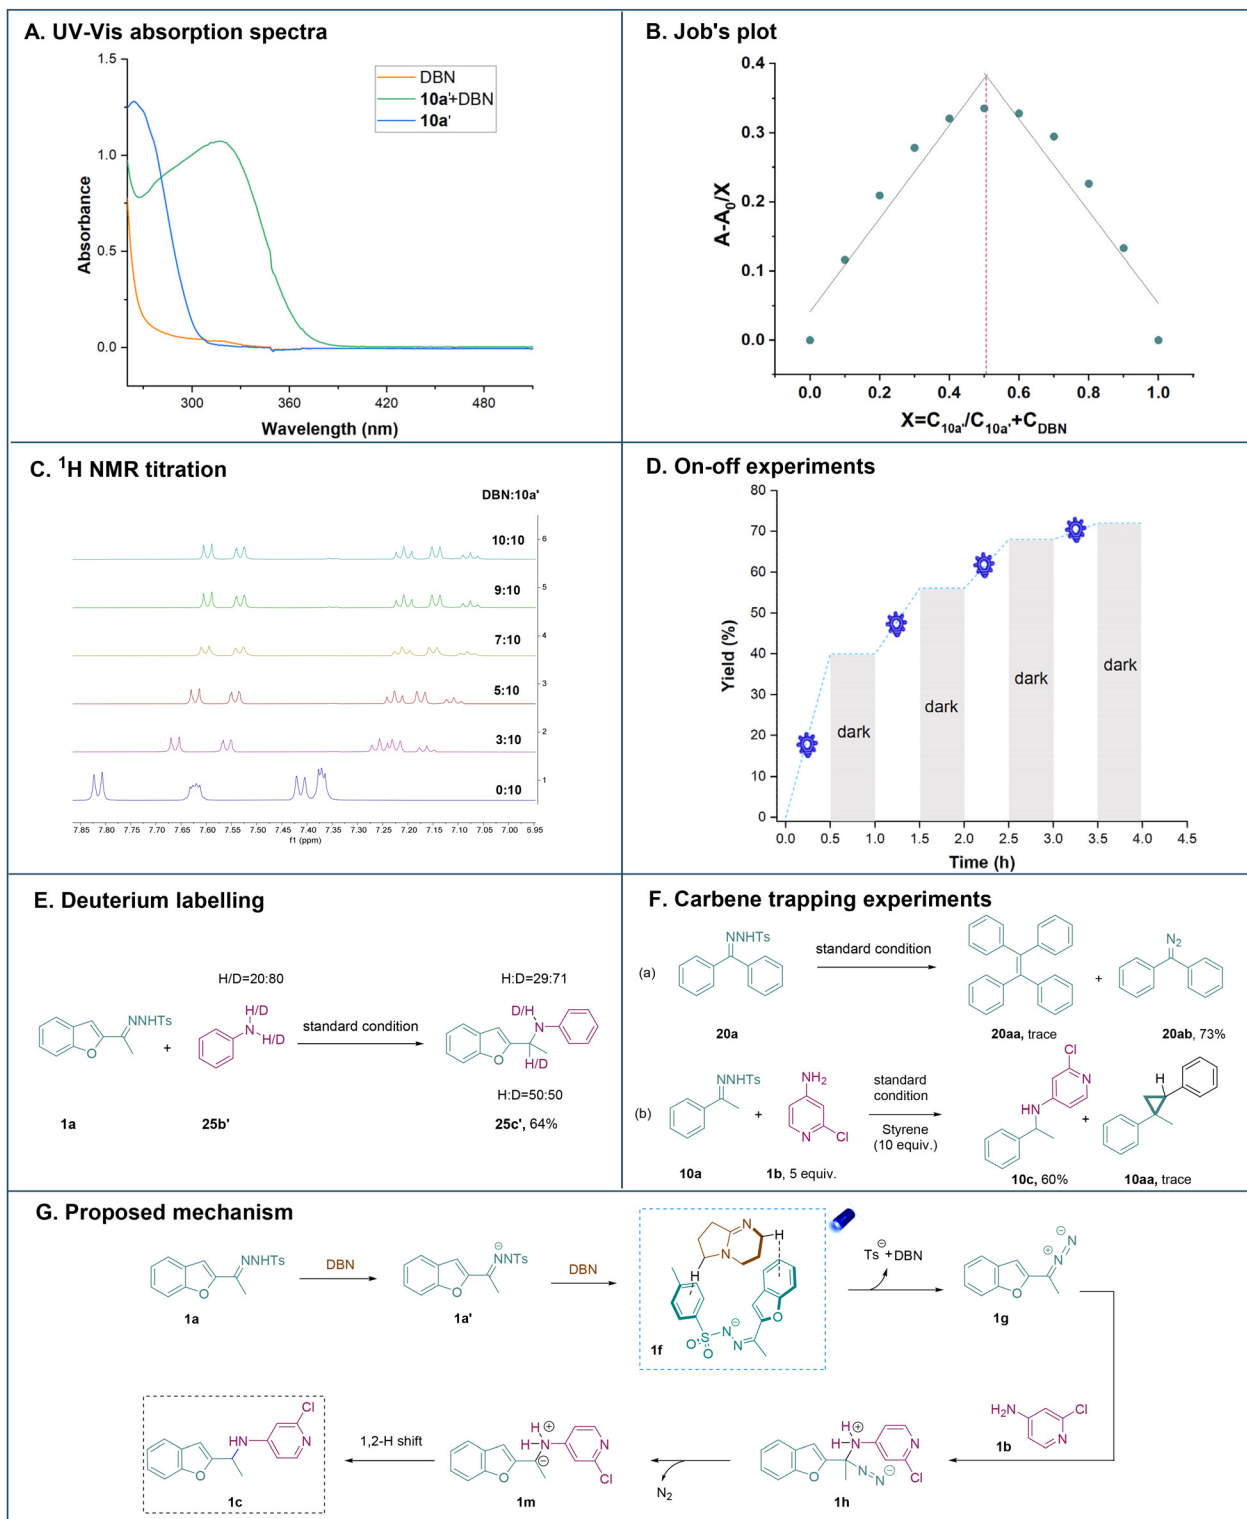 A. UV-Vis absorption spectra
1.5
1.0
0.5
0.0
Absorbance
300
360
420
480
Wavelength (nm)
DBN
10a'+DBN
10a'
B. Job's plot
0.4
0.3
0.2
0.1
0.0
A-A₀/X
0.0
0.2
0.4
0.6
0.8
1.0
X=C₁₀ₐ'/C₁₀ₐ'+C_DBN
C. ¹H NMR titration
DBN:10a'
10:10
6
9:10
5
7:10
4
5:10
3
3:10
2
0:10
1
7.85 7.80 7.75 7.70 7.65 7.60 7.55 7.50 7.45 7.40 7.35 7.30 7.25 7.20 7.15 7.10 7.05 7.00 6.95
f1 (ppm)
D. On-off experiments
80
70
60
50
40
30
20
10
0
Yield (%)
dark
dark
dark
dark
0.0 0.5 1.0 1.5 2.0 2.5 3.0 3.5 4.0 4.5
Time (h)
E. Deuterium labelling
H/D=20:80
H:D=29:71
NNHTs
O
+
H/D
N
H/D
standard condition
D/H
N
O
H/D
H:D=50:50
1a
25b'
25c', 64%
F. Carbene trapping experiments
(a)
NNHTs
standard condition
+
N₂
20a
20aa, trace
20ab, 73%
(b)
NNHTs
+
NH₂
N
Cl
standard
condition
Styrene
(10 equiv.)
Cl
N
HN
+
H
10a
1b, 5 equiv.
10c, 60%
10aa, trace
G. Proposed mechanism
NNHTs
O
1a
DBN
⊖
NNTs
O
1a'
DBN
N
H
N
H
O
⊖
S
N
N
O
O
1f
Ts⊖+DBN
N⊖
⊕N
O
1g
H₂N
Cl
N
1b
H ⊕
H N
N
Cl
O
N=N⊖
1h
N₂
H ⊕
H N
N
Cl
O
⊖
1m
1,2-H shift
Cl
HN
N
O
1c